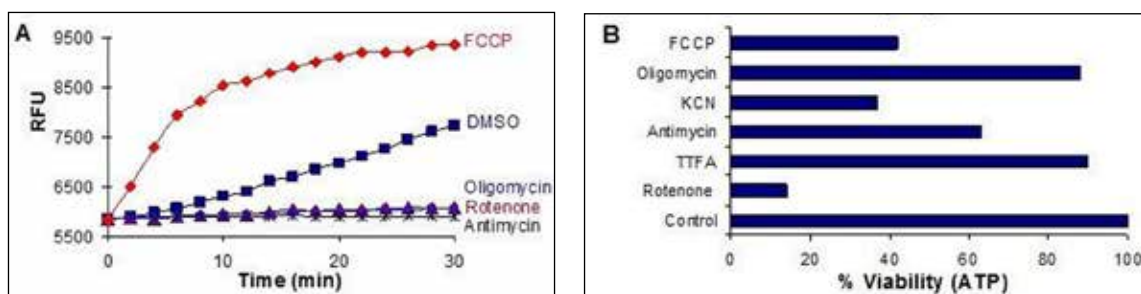 A
9500
8500
7500
6500
5500
RFU
FCCP
DMSO
Oligomycin
Rotenone
Antimycin
0 10 20 30
Time (min)
B
FCCP
Oligomycin
KCN
Antimycin
TTFA
Rotenone
Control
0 20 40 60 80 100
% Viability (ATP)